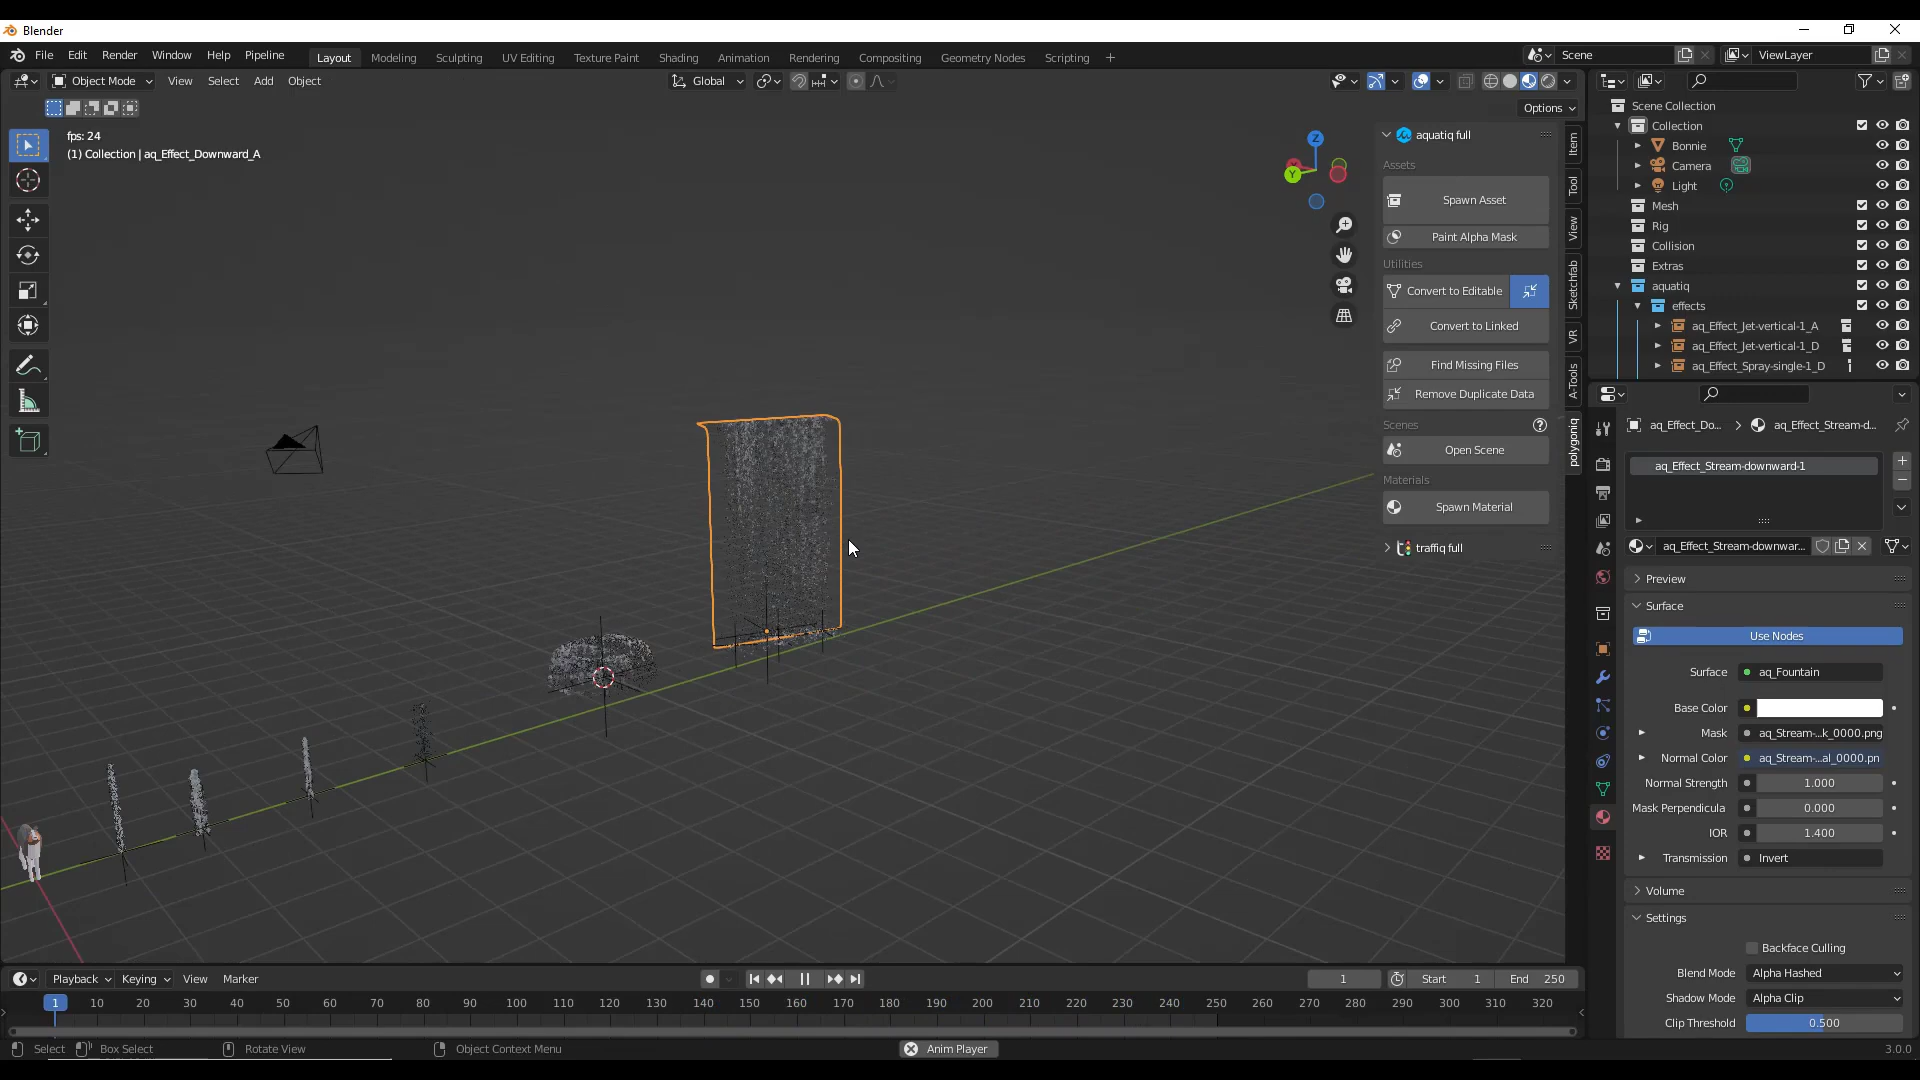 Blender
File Edit Render Window Help Pipeline Layout Modeling Sculpting UV Editing Texture Paint Shading Animation Rendering Compositing Geometry Nodes Scripting + Scene ViewLayer
Object Mode View Select Add Object Global
Options
fps: 24
(1) Collection | aq_Effect_Downward_A
Z
Y
aquatiq full
Assets
Spawn Asset
Paint Alpha Mask
Utilities
Convert to Editable
Convert to Linked
Find Missing Files
Remove Duplicate Data
Scenes
Open Scene
Materials
Spawn Material
traffiq full
Item
Tool
View
Sketchfab
VR
A-Tools
polygoniq
Scene Collection
Collection
Bonnie
Camera
Light
Mesh
Rig
Collision
Extras
aquatiq
effects
aq_Effect_Jet-vertical-1_A
aq_Effect_Jet-vertical-1_D
aq_Effect_Spray-single-1_D
aq_Effect_Do... > aq_Effect_Stream-d...
aq_Effect_Stream-downward-1
aq_Effect_Stream-downwar...
Preview
Surface
Use Nodes
Surface aq_Fountain
Base Color
Mask aq_Stream-...k_0000.png
Normal Color aq_Stream-...al_0000.pn
Normal Strength 1.000
Mask Perpendicula 0.000
IOR 1.400
Transmission Invert
Volume
Settings
Backface Culling
Blend Mode Alpha Hashed
Shadow Mode Alpha Clip
Clip Threshold 0.500
Playback Keying View Marker 1 Start 1 End 250
1 10 20 30 40 50 60 70 80 90 100 110 120 130 140 150 160 170 180 190 200 210 220 230 240 250 260 270 280 290 300 310 320
Select Box Select Rotate View Object Context Menu Anim Player 3.0.0